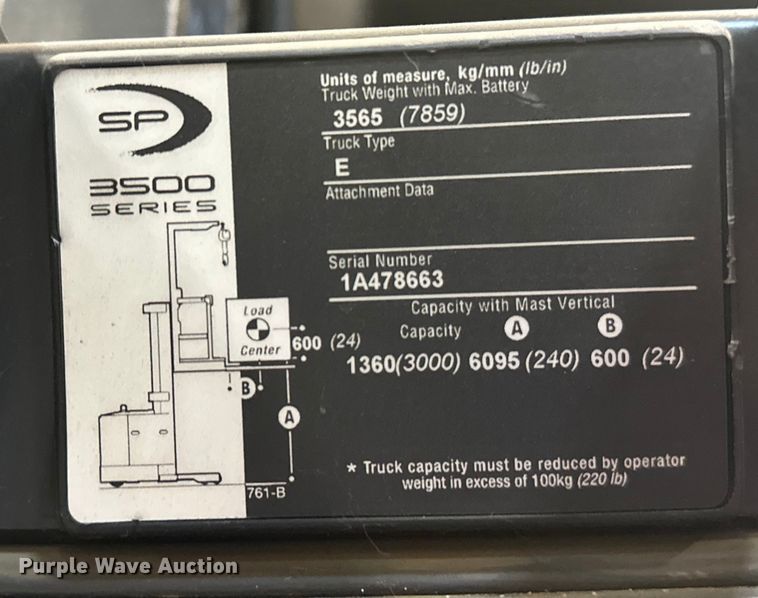 SP
3500
SERIES
Units of measure, kg/mm (lb/in)
Truck Weight with Max. Battery
3565 (7859)
Truck Type
E
Attachment Data
Serial Number
1A478663
Capacity with Mast Vertical
Capacity A B
1360(3000) 6095 (240) 600 (24)
Load
Center
600 (24)
B
A
761-B
* Truck capacity must be reduced by operator
weight in excess of 100kg (220 lb)
Purple Wave Auction